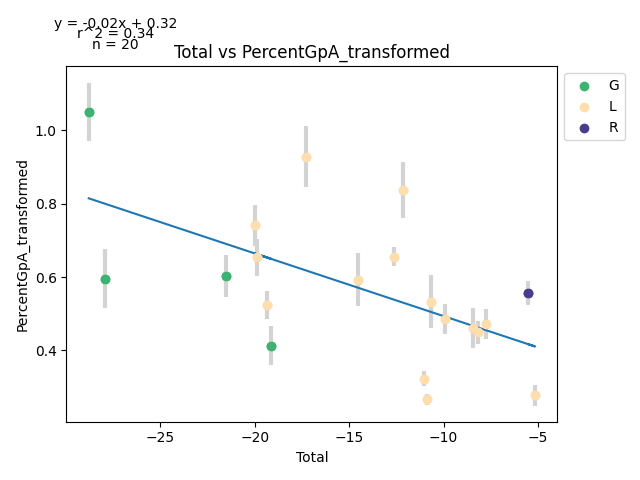 y = -0.02x + 0.32
r^2 = 0.34
n = 20
Total vs PercentGpA_transformed
G
L
R
PercentGpA_transformed
1.0
0.8
0.6
0.4
−25
−20
−15
−10
−5
Total